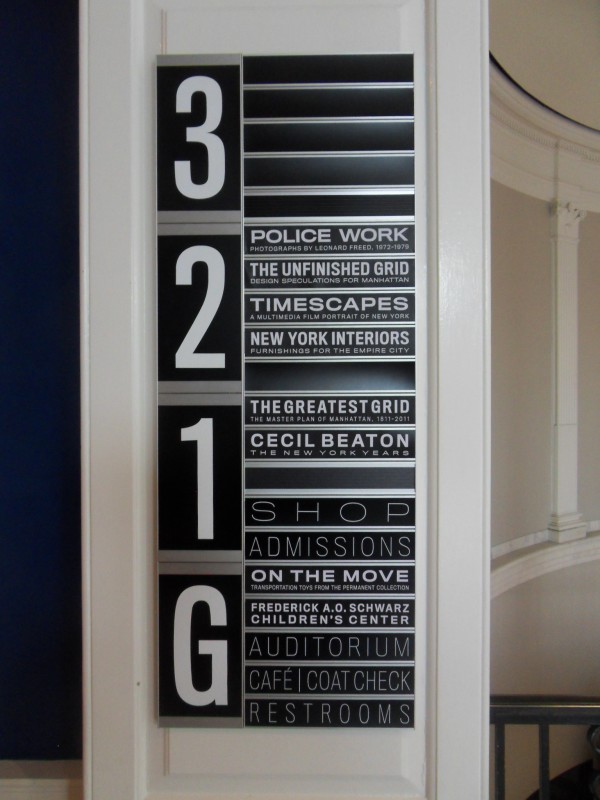 3
2
POLICE WORK
PHOTOGRAPHS BY LEONARD FREED, 1972-1979
THE UNFINISHED GRID
DESIGN SPECULATIONS FOR MANHATTAN
TIMESCAPES
A MULTIMEDIA FILM PORTRAIT OF NEW YORK
NEW YORK INTERIORS
FURNISHINGS FOR THE EMPIRE CITY
1
THE GREATEST GRID
THE MASTER PLAN OF MANHATTAN, 1811-2011
CECIL BEATON
THE NEW YORK YEARS
SHOP
ADMISSIONS
G
ON THE MOVE
TRANSPORTATION TOYS FROM THE PERMANENT COLLECTION
FREDERICK A.O. SCHWARZ
CHILDREN'S CENTER
AUDITORIUM
CAFÉ | COAT CHECK
RESTROOMS